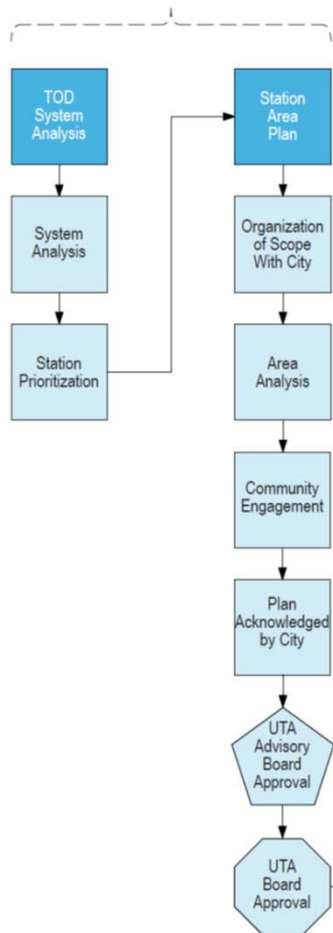 TOD
System
Analysis
System
Analysis
Station
Prioritization
Station
Area
Plan
Organization
of Scope
With City
Area
Analysis
Community
Engagement
Plan
Acknowledged
by City
UTA
Advisory
Board
Approval
UTA
Board
Approval